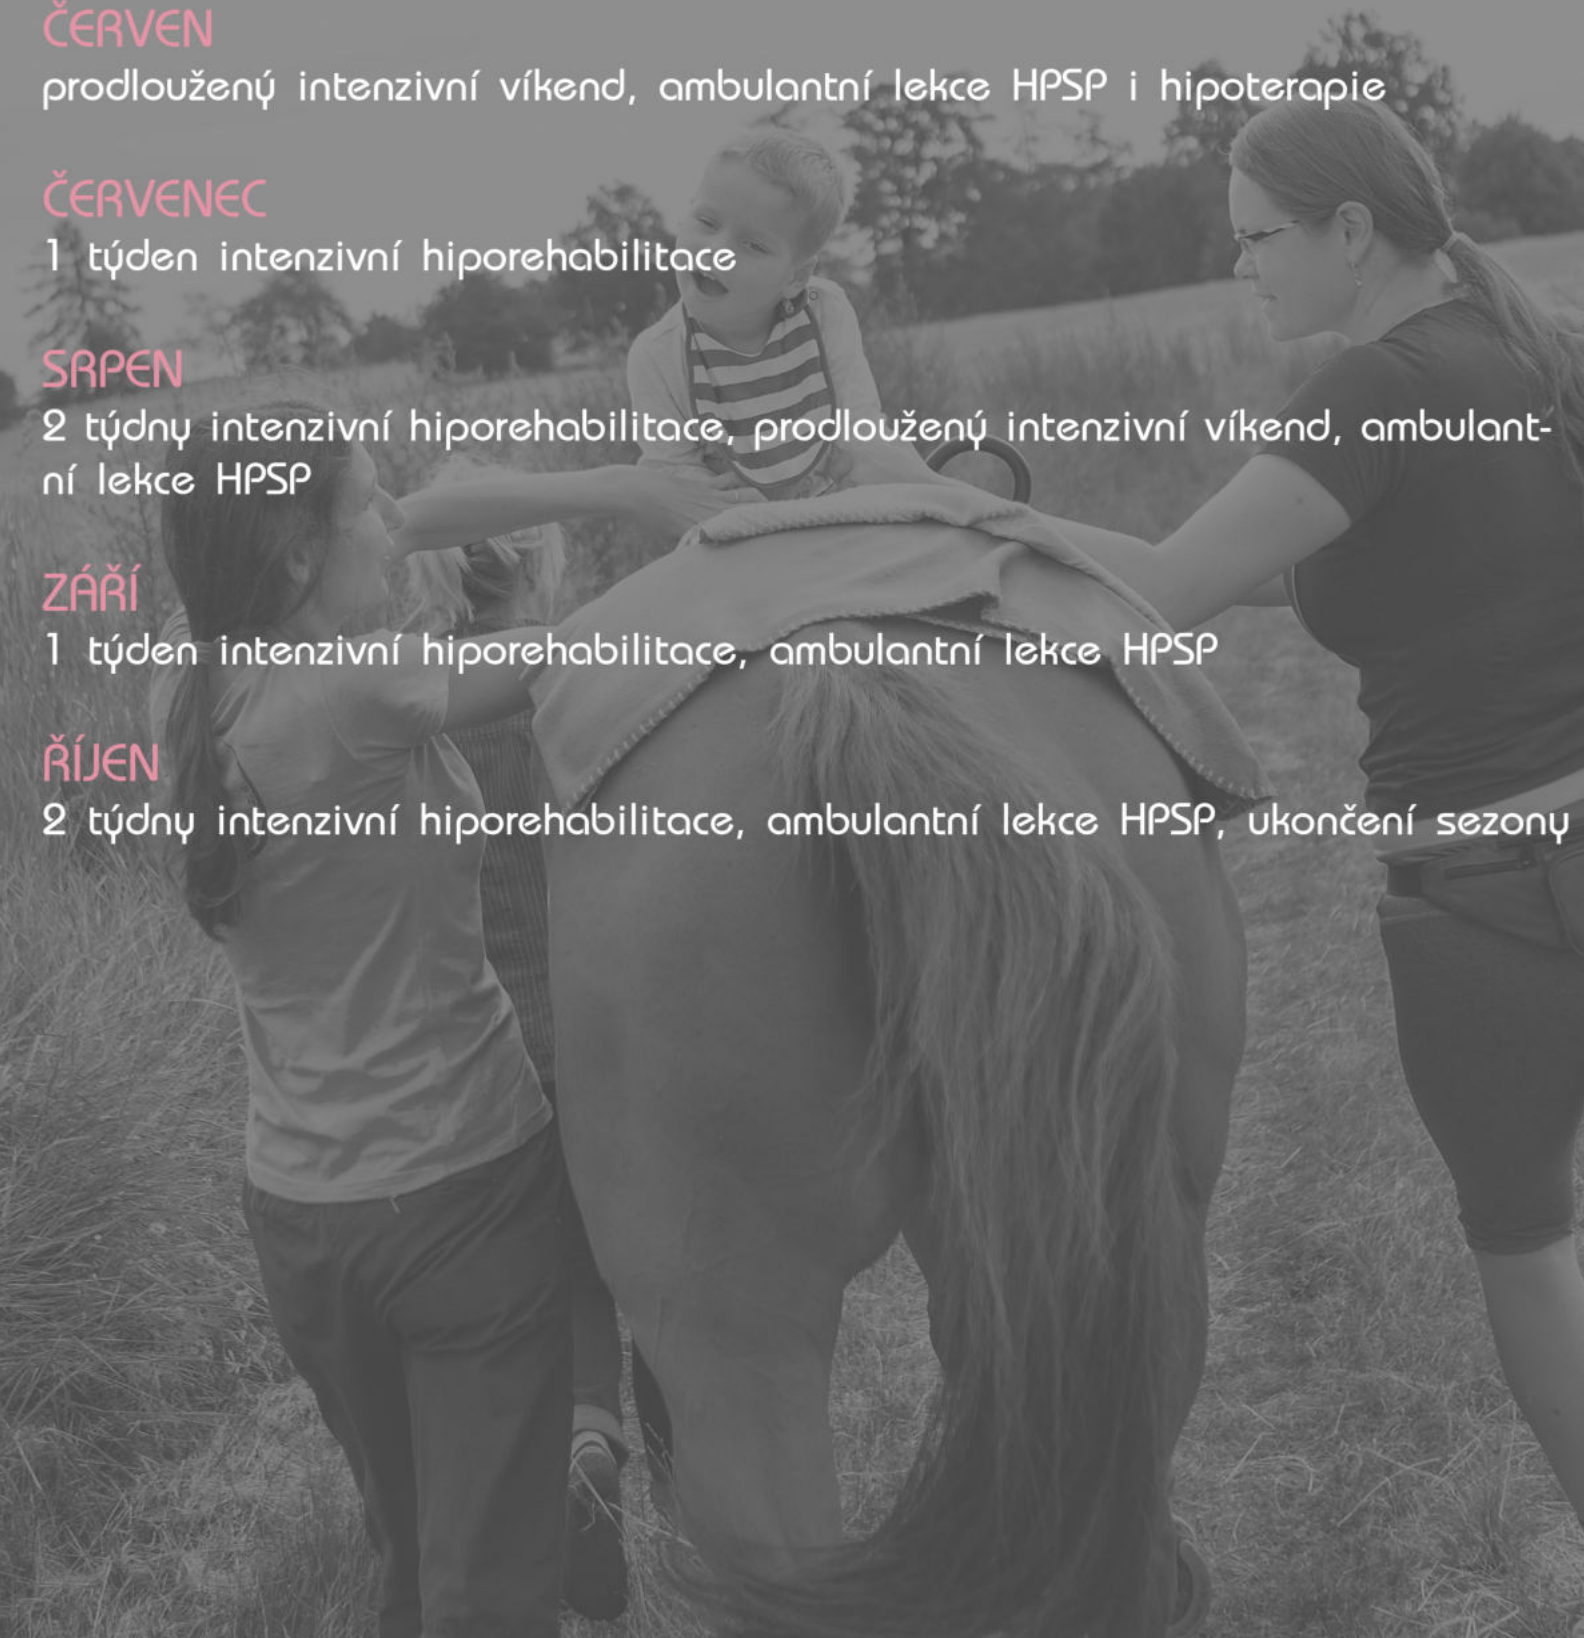 ČERVEN
prodloužený intenzivní víkend, ambulantní lekce HPSP i hipoterapie
ČERVENEC
1 týden intenzivní hiporehabilitace
SRPEN
2 týdny intenzivní hiporehabilitace, prodloužený intenzivní víkend, ambulant-
ní lekce HPSP
ZÁŘÍ
1 týden intenzivní hiporehabilitace, ambulantní lekce HPSP
ŘÍJEN
2 týdny intenzivní hiporehabilitace, ambulantní lekce HPSP, ukončení sezony